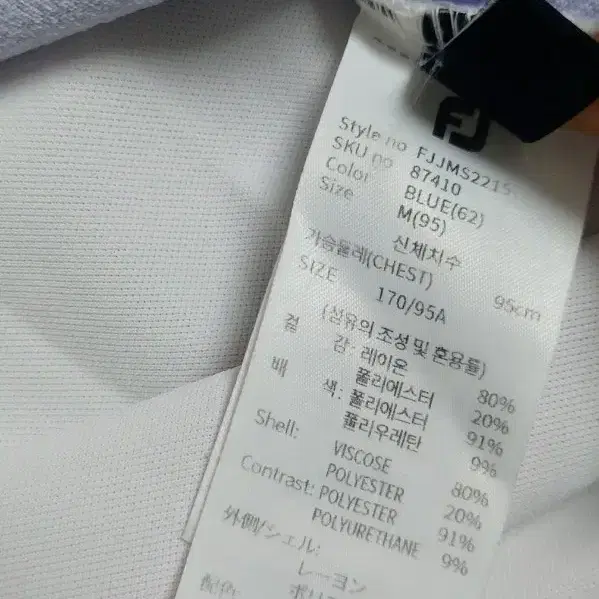 FJ
Style no FJJMS2215
SKU no 87410
Color BLUE(62)
Size M(95)
신체치수
가슴둘레(CHEST) 95cm
SIZE 170/95A
(섬유의 조성 및 혼용률)
겉 감: 레이온 80%
폴리에스터 20%
배 색: 폴리에스터 91%
폴리우레탄 9%
Shell: VISCOSE 80%
POLYESTER 20%
Contrast: POLYESTER 91%
POLYURETHANE 9%
外側/シェル:
レーヨン
配色: